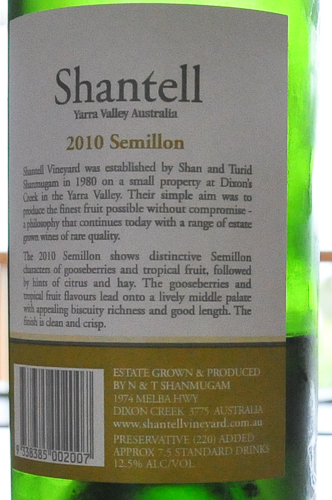 Shantell
Yarra Valley Australia
2010 Semillon
Shantell Vineyard was established by Shan and Turid
Shanmugam in 1980 on a small property at Dixon's
Creek in the Yarra Valley. Their simple aim was to
produce the finest fruit possible without compromise -
a philosophy that continues today with a range of estate
grown wines of rare quality.
The 2010 Semillon shows distinctive Semillon
characters of gooseberries and tropical fruit, followed
by hints of citrus and hay. The gooseberries and
tropical fruit flavours lead onto a lively middle palate
with appealing biscuity richness and good length. The
finish is clean and crisp.
ESTATE GROWN & PRODUCED
BY N & T SHANMUGAM
1974 MELBA HWY
DIXON CREEK 3775 AUSTRALIA
www.shantellvineyard.com.au
PRESERVATIVE (220) ADDED
APPROX 7.5 STANDARD DRINKS
12.5% ALC/VOL
9 338385 002007